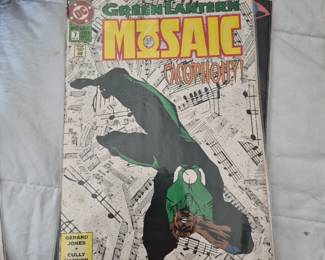 DC
7
GREEN LANTERN
MOSAIC
CACOPHONY!
GERARD
JONES
CULLY